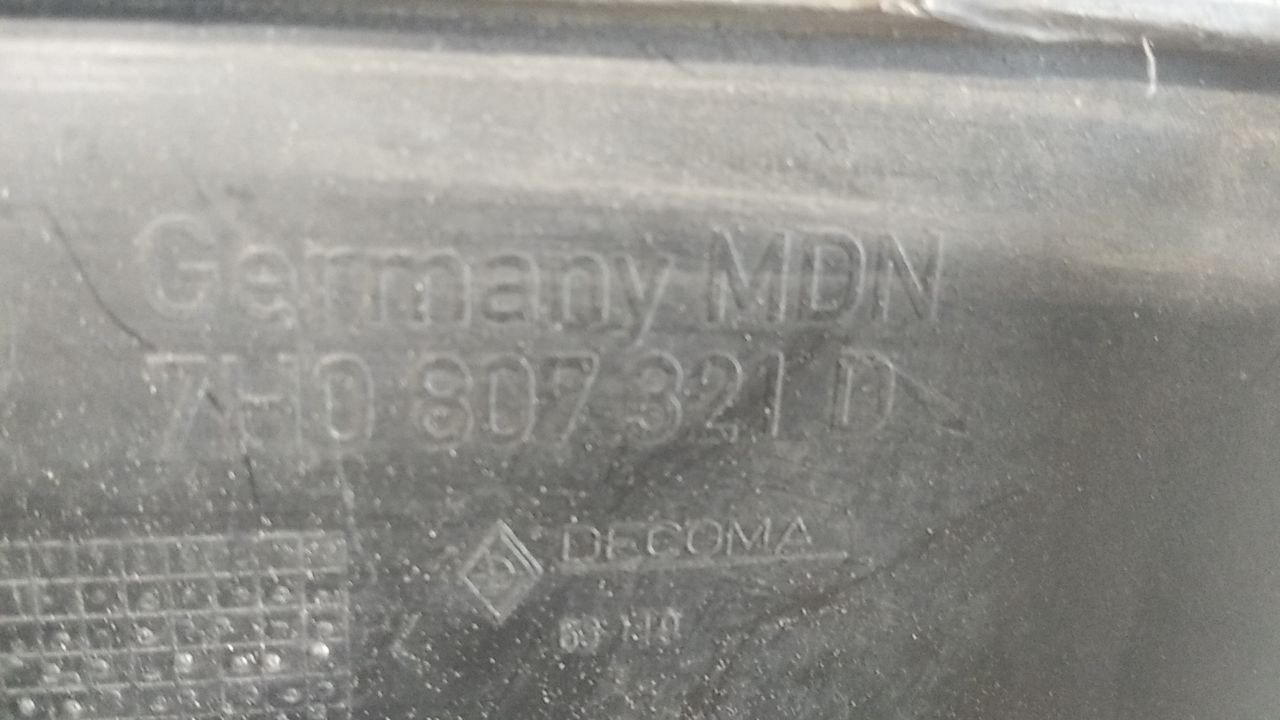 Germany MDN
7H0 807 321 D
DECOMA